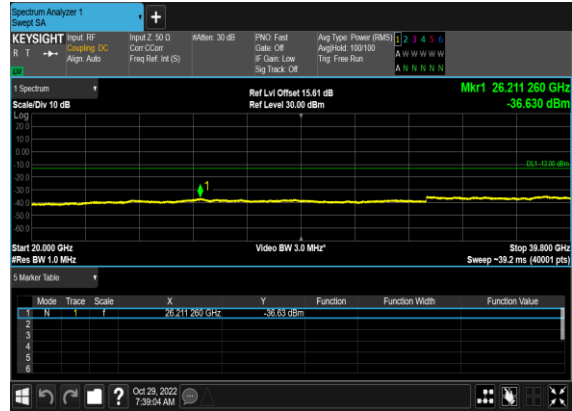 Spectrum Analyzer 1
Swept SA
+
KEYSIGHT
R T
Input: RF
Coupling: DC
Align: Auto
Input Z: 50 Ω
Corr CCorr
Freq Ref: Int (S)
#Atten: 30 dB
PNO: Fast
Gate: Off
IF Gain: Low
Sig Track: Off
Avg Type: Power (RMS)
Avg|Hold: 100/100
Trig: Free Run
1 2 3 4 5 6
A W W W W W
A N N N N N
1 Spectrum
Scale/Div 10 dB
Log
Ref Lvl Offset 15.61 dB
Ref Level 30.00 dBm
Mkr1 26.211 260 GHz
-36.630 dBm
20.0
10.0
0.00
-10.0
-20.0
-30.0
-40.0
-50.0
-60.0
DL1 -13.00 dBm
1
Start 20.000 GHz
#Res BW 1.0 MHz
Video BW 3.0 MHz*
Stop 39.800 GHz
Sweep ~39.2 ms (40001 pts)
5 Marker Table
Mode Trace Scale X Y Function Function Width Function Value
1 N 1 f 26.211 260 GHz -36.63 dBm
2
3
4
5
6
?
Oct 29, 2022
7:39:04 AM